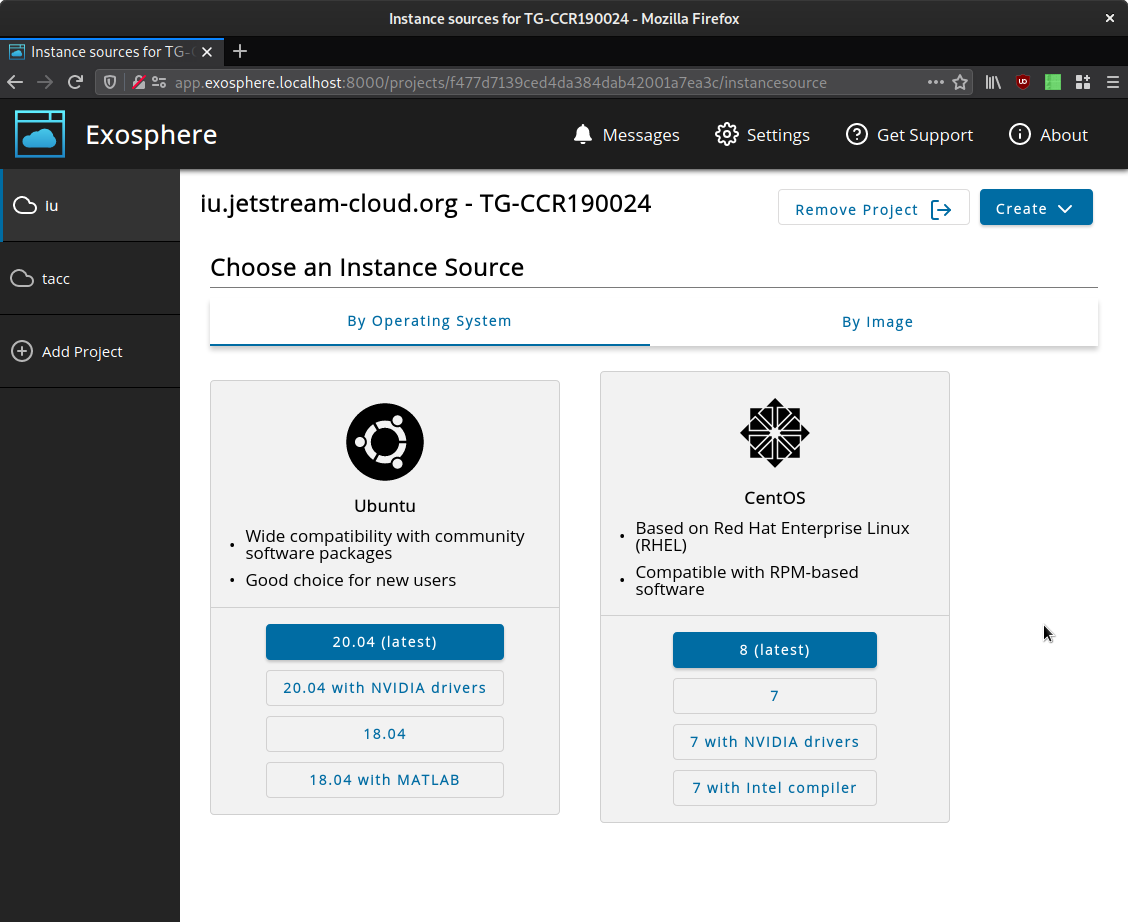 Instance sources for TG-CCR190024 - Mozilla Firefox
Instance sources for TG-
app.exosphere.localhost:8000/projects/f477d7139ced4da384dab42001a7ea3c/instancesource
Exosphere
Messages
Settings
Get Support
About
iu
tacc
Add Project
iu.jetstream-cloud.org - TG-CCR190024
Remove Project
Create
Choose an Instance Source
By Operating System
By Image
Ubuntu
• Wide compatibility with community
software packages
• Good choice for new users
20.04 (latest)
20.04 with NVIDIA drivers
18.04
18.04 with MATLAB
CentOS
• Based on Red Hat Enterprise Linux
(RHEL)
• Compatible with RPM-based
software
8 (latest)
7
7 with NVIDIA drivers
7 with Intel compiler